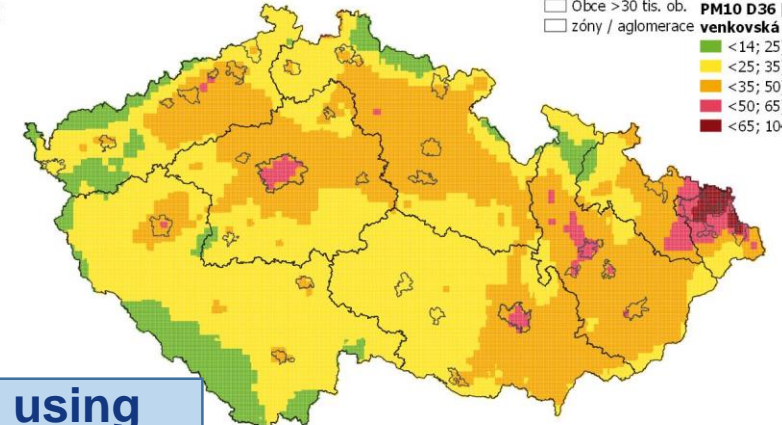 Obce >30 tis. ob.
zóny / aglomerace
PM10 D36
venkovská
<14; 25
<25; 35
<35; 50
<50; 65
<65; 10
using